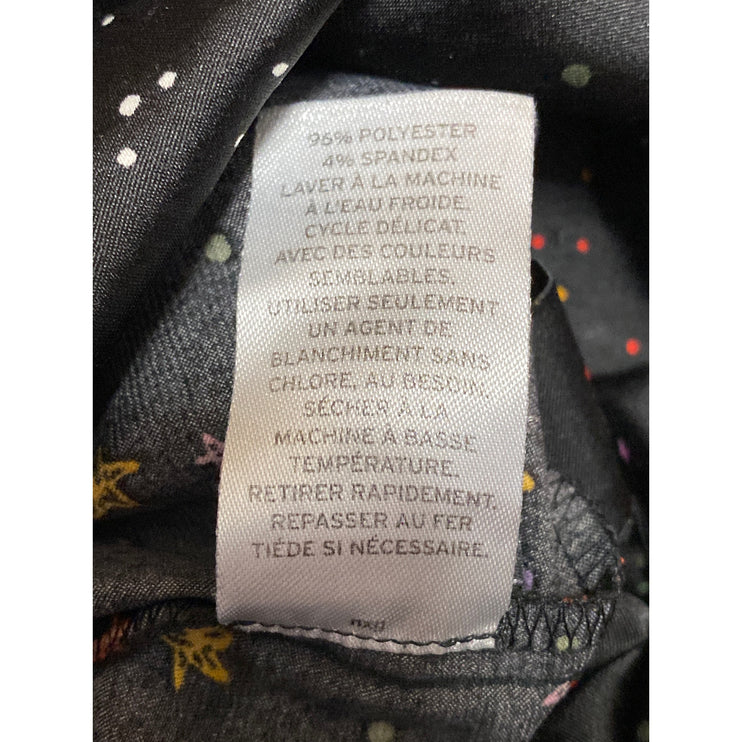 96% POLYESTER
4% SPANDEX
LAVER À LA MACHINE
À L'EAU FROIDE.
CYCLE DÉLICAT.
AVEC DES COULEURS
SEMBLABLES.
UTILISER SEULEMENT
UN AGENT DE
BLANCHIMENT SANS
CHLORE, AU BESOIN.
SÉCHER À LA
MACHINE À BASSE
TEMPÉRATURE.
RETIRER RAPIDEMENT.
REPASSER AU FER
TIÉDE SI NÉCESSAIRE.